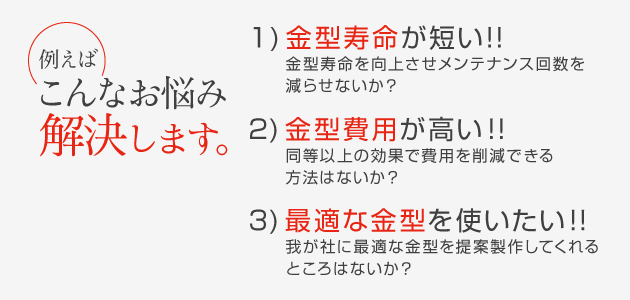 例えば
こんなお悩み
解決します。
1) 金型寿命が短い!!
金型寿命を向上させメンテナンス回数を
減らせないか?
2) 金型費用が高い!!
同等以上の効果で費用を削減できる
方法はないか?
3) 最適な金型を使いたい!!
我が社に最適な金型を提案製作してくれる
ところはないか?